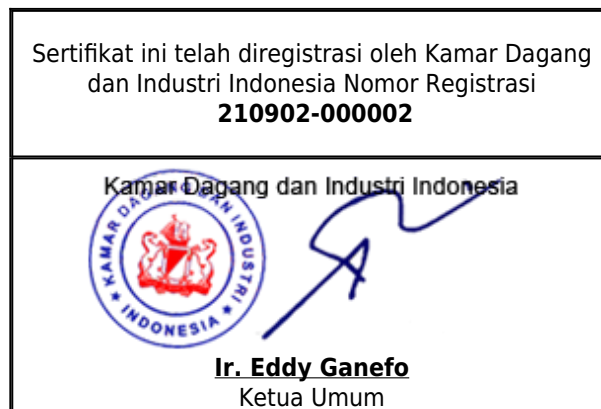 Sertifikat ini telah diregistrasi oleh Kamar Dagang
dan Industri Indonesia Nomor Registrasi
210902-000002
Kamar Dagang dan Industri Indonesia
KAMAR DAGANG DAN INDUSTRI
★ INDONESIA ★
Ir. Eddy Ganefo
Ketua Umum